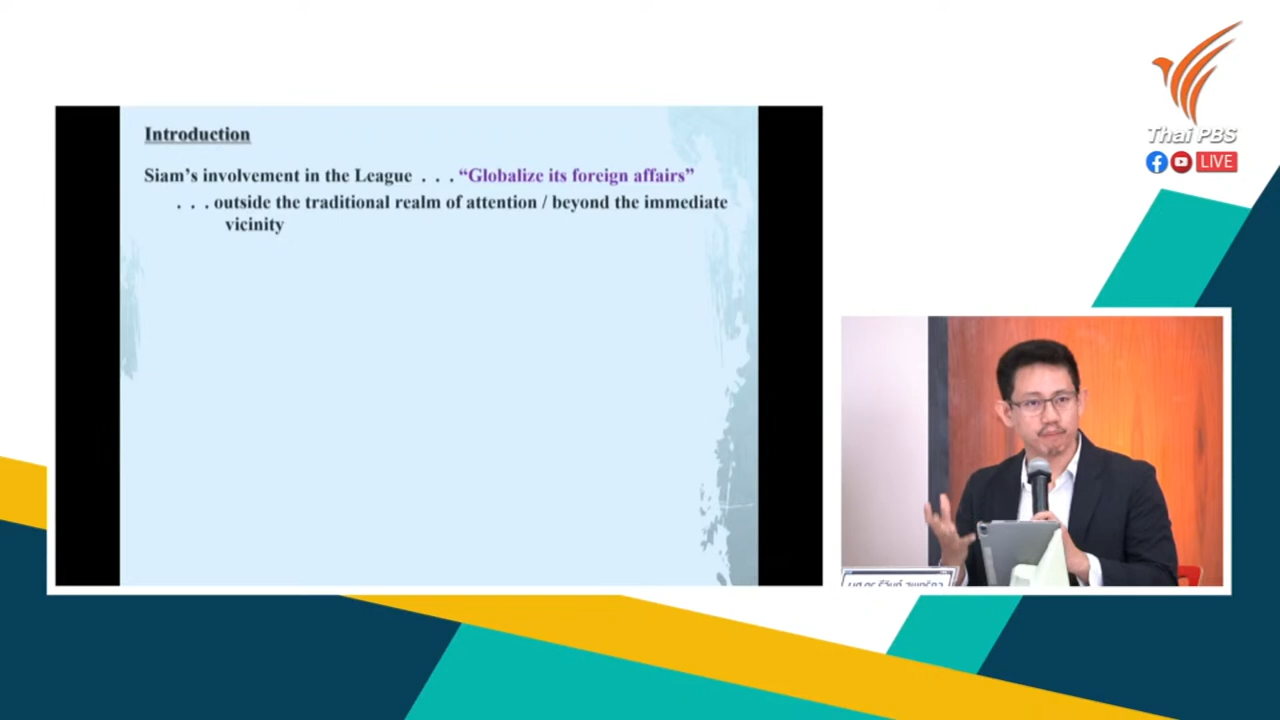 Introduction
Siam's involvement in the League . . . “Globalize its foreign affairs”
. . . outside the traditional realm of attention / beyond the immediate
vicinity
Thai PBS
LIVE